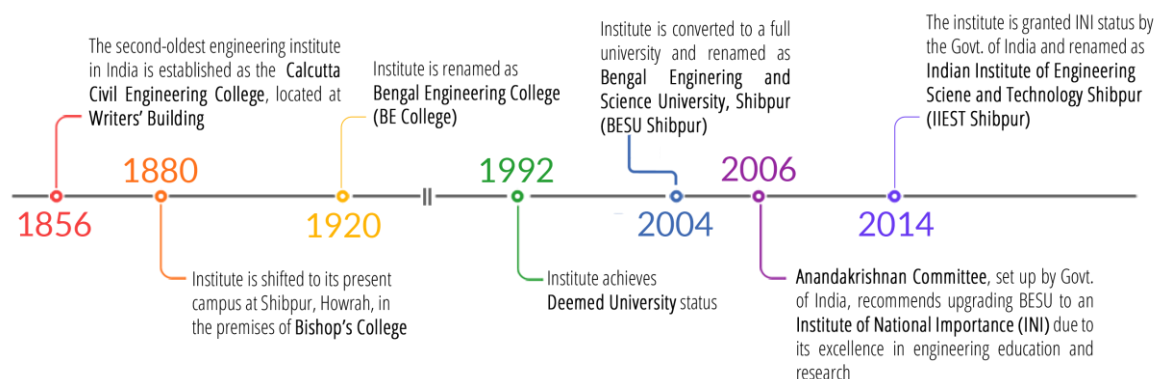 The second-oldest engineering institute
in India is established as the Calcutta
Civil Engineering College, located at
Writers' Building
1856
1880
Institute is shifted to its present
campus at Shibpur, Howrah, in
the premises of Bishop's College
Institute is renamed as
Bengal Engineering College
(BE College)
1920
1992
Institute achieves
Deemed University status
Institute is converted to a full
university and renamed as
Bengal Enginering and
Science University, Shibpur
(BESU Shibpur)
2004
2006
Anandakrishnan Committee, set up by Govt.
of India, recommends upgrading BESU to an
Institute of National Importance (INI) due to
its excellence in engineering education and
research
The institute is granted INI status by
the Govt. of India and renamed as
Indian Institute of Engineering
Sciene and Technology Shibpur
(IIEST Shibpur)
2014